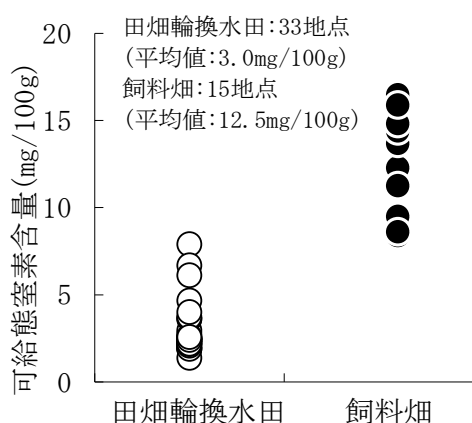 田畑輪換水田:33地点
(平均値:3.0mg/100g)
飼料畑:15地点
(平均値:12.5mg/100g)
可給態窒素含量(mg/100g)
20
15
10
5
0
田畑輪換水田 飼料畑